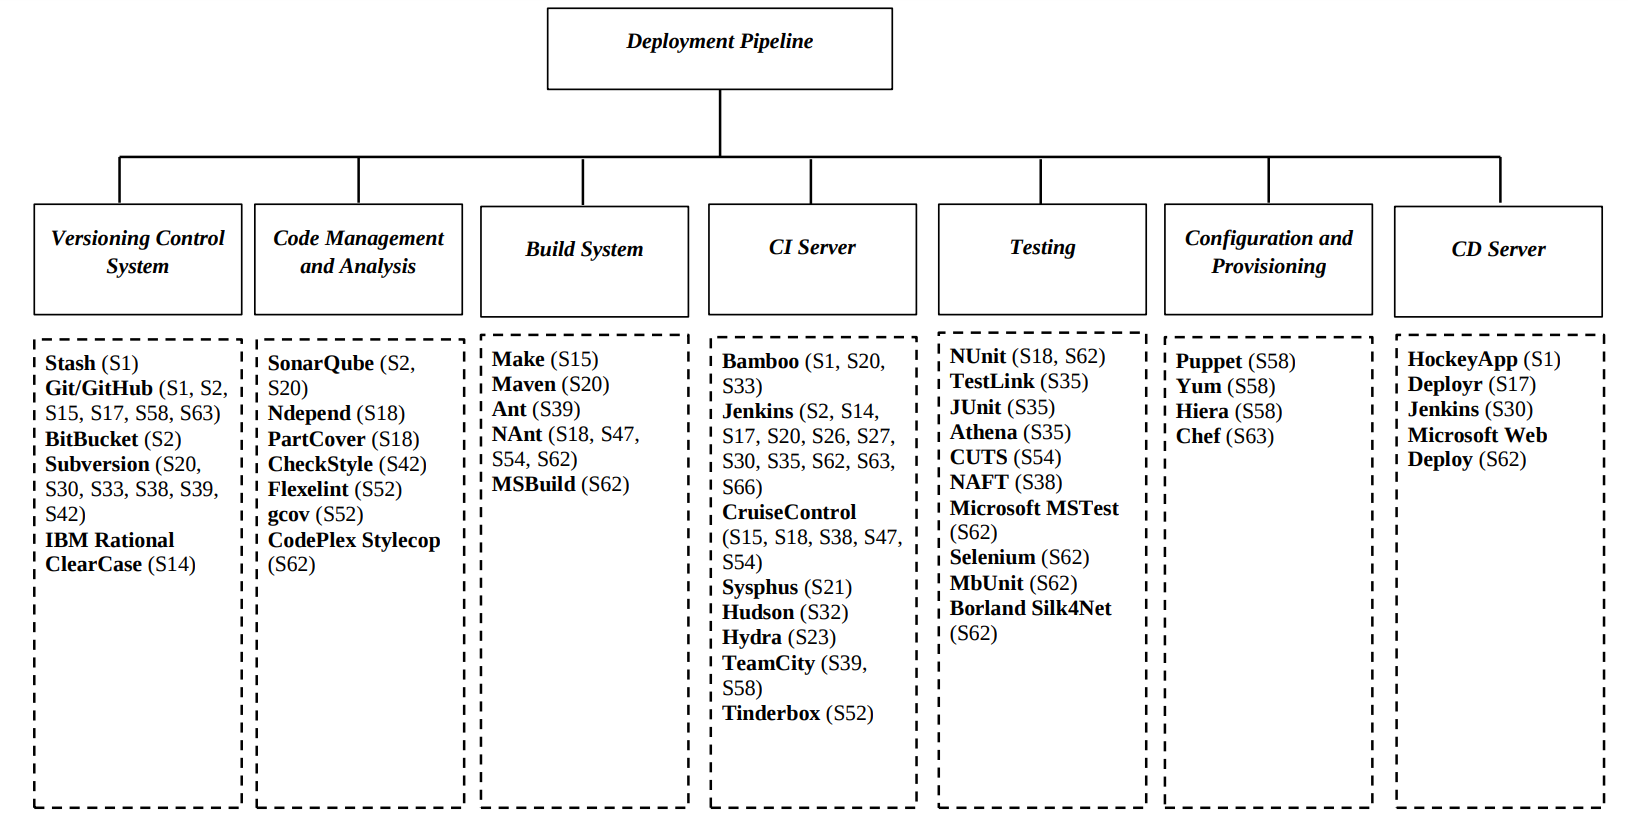 Deployment Pipeline
Versioning Control
System
Code Management
and Analysis
Build System
CI Server
Testing
Configuration and
Provisioning
CD Server
Stash (S1)
Git/GitHub (S1, S2,
S15, S17, S58, S63)
BitBucket (S2)
Subversion (S20,
S30, S33, S38, S39,
S42)
IBM Rational
ClearCase (S14)
SonarQube (S2,
S20)
Ndepend (S18)
PartCover (S18)
CheckStyle (S42)
Flexelint (S52)
gcov (S52)
CodePlex Stylecop
(S62)
Make (S15)
Maven (S20)
Ant (S39)
NAnt (S18, S47,
S54, S62)
MSBuild (S62)
Bamboo (S1, S20,
S33)
Jenkins (S2, S14,
S17, S20, S26, S27,
S30, S35, S62, S63,
S66)
CruiseControl
(S15, S18, S38, S47,
S54)
Sysphus (S21)
Hudson (S32)
Hydra (S23)
TeamCity (S39,
S58)
Tinderbox (S52)
NUnit (S18, S62)
TestLink (S35)
JUnit (S35)
Athena (S35)
CUTS (S54)
NAFT (S38)
Microsoft MSTest
(S62)
Selenium (S62)
MbUnit (S62)
Borland Silk4Net
(S62)
Puppet (S58)
Yum (S58)
Hiera (S58)
Chef (S63)
HockeyApp (S1)
Deployr (S17)
Jenkins (S30)
Microsoft Web
Deploy (S62)